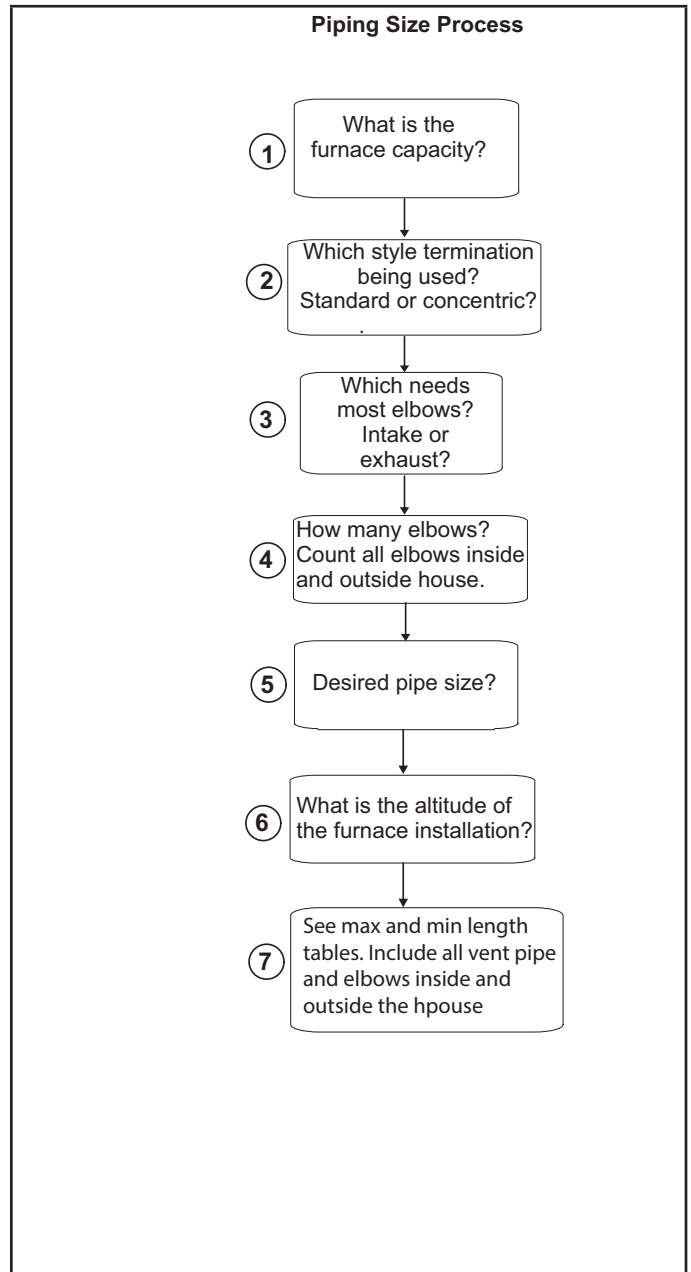 Piping Size Process
1
What is the
furnace capacity?
2
Which style termination
being used?
Standard or concentric?
.
3
Which needs
most elbows?
Intake or
exhaust?
4
How many elbows?
Count all elbows inside
and outside house.
5
Desired pipe size?
6
What is the altitude of
the furnace installation?
7
See max and min length
tables. Include all vent pipe
and elbows inside and
outside the hpouse